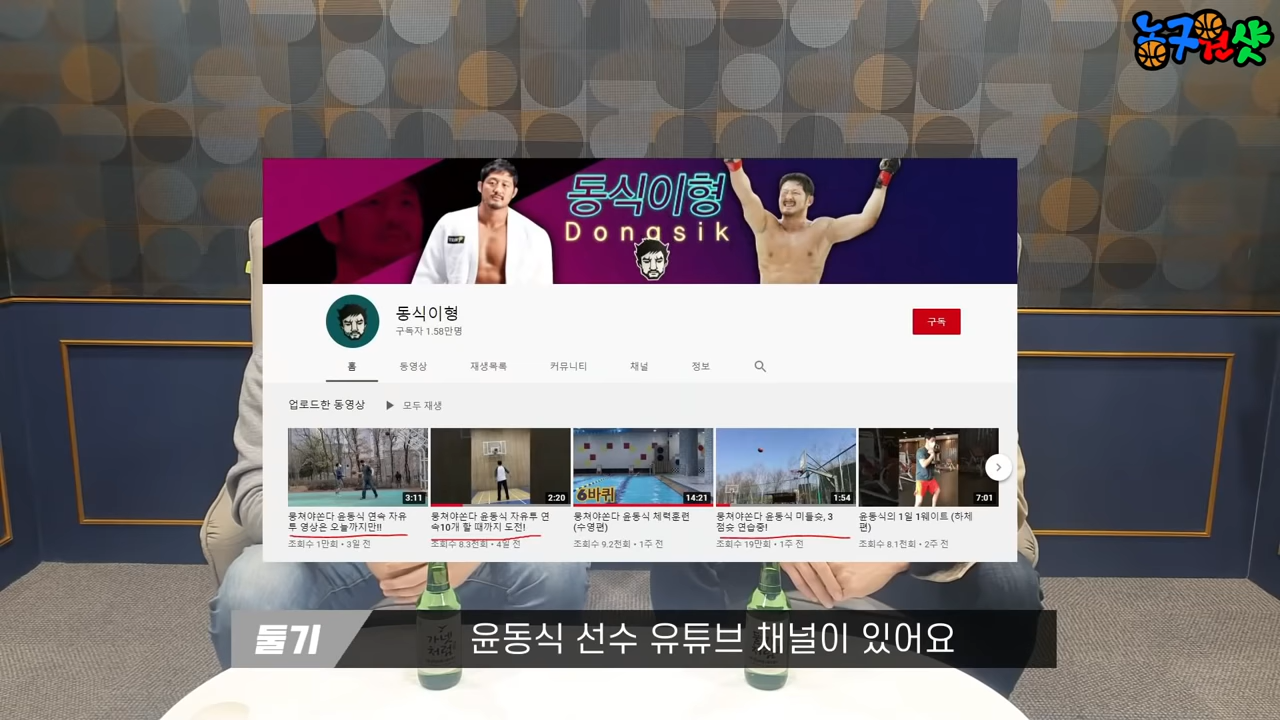 농구원샷
동식이형
Dongsik
동식이형
구독자 1.58만명
구독
홈 동영상 재생목록 커뮤니티 채널 정보
업로드한 동영상 ▶ 모두 재생
3:11 2:20 6바퀴 14:21 1:54 7:01
뭉쳐야쏜다 윤동식 연속 자유
투 영상은 오늘까지만!!
조회수 1만회 • 3일 전
뭉쳐야쏜다 윤동식 자유투 연
속10개 할 때까지 도전!
조회수 8.3천회 • 4일 전
뭉쳐야쏜다 윤동식 체력훈련
(수영편)
조회수 9.2천회 • 1주 전
뭉쳐야쏜다 윤동식 미들슛, 3
점슛 연습중!
조회수 19만회 • 1주 전
윤동식의 1일 1웨이트 (하체
편)
조회수 8.1천회 • 2주 전
둘기 윤동식 선수 유튜브 채널이 있어요